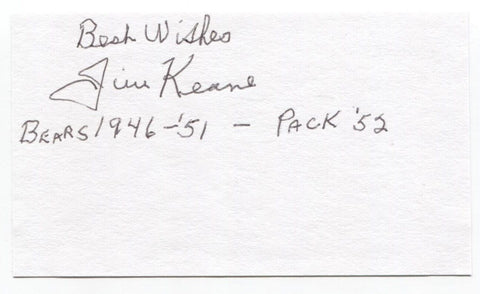 Best Wishes
Jim Keane
BEARS 1946-'51 - PACK '52